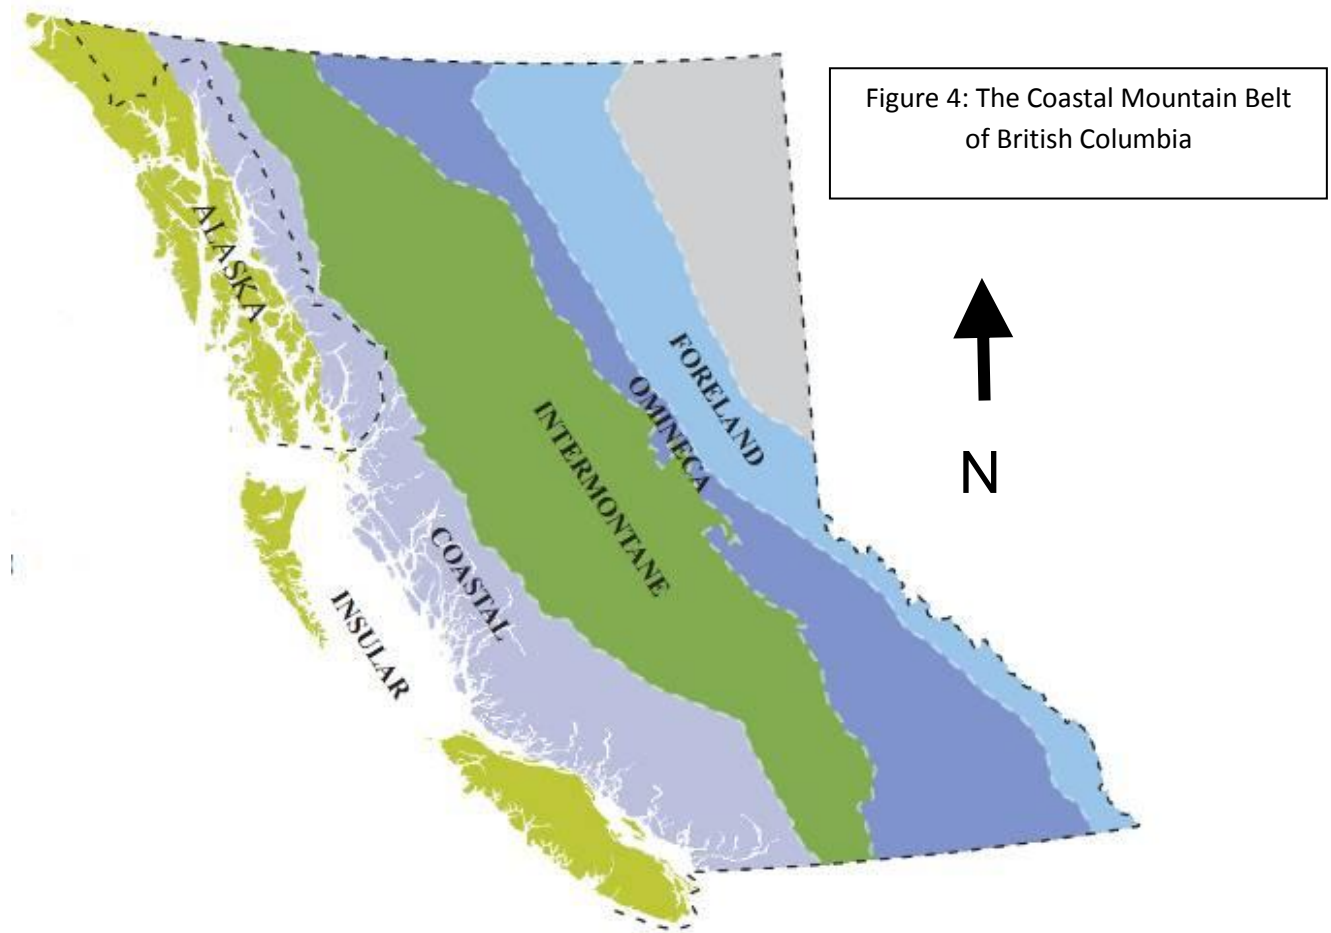 Figure 4: The Coastal Mountain Belt
of British Columbia
N
ALASKA
FORELAND
OMINECA
INTERMONTANE
COASTAL
INSULAR